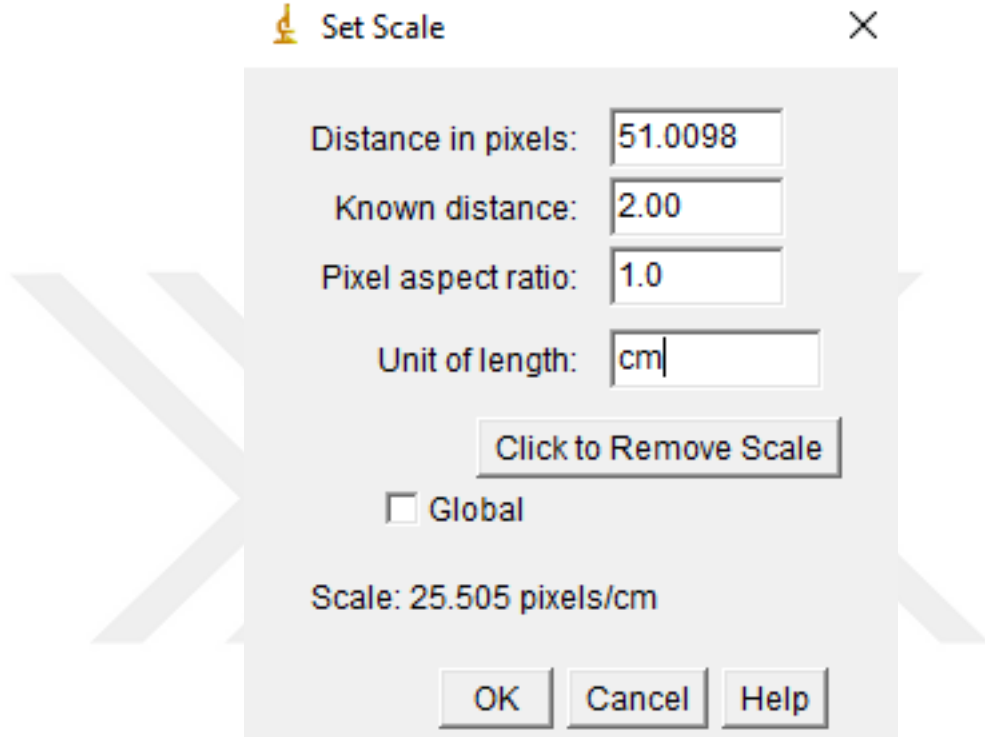 Set Scale
Distance in pixels: 51.0098
Known distance: 2.00
Pixel aspect ratio: 1.0
Unit of length: cm
Click to Remove Scale
Global
Scale: 25.505 pixels/cm
OK Cancel Help